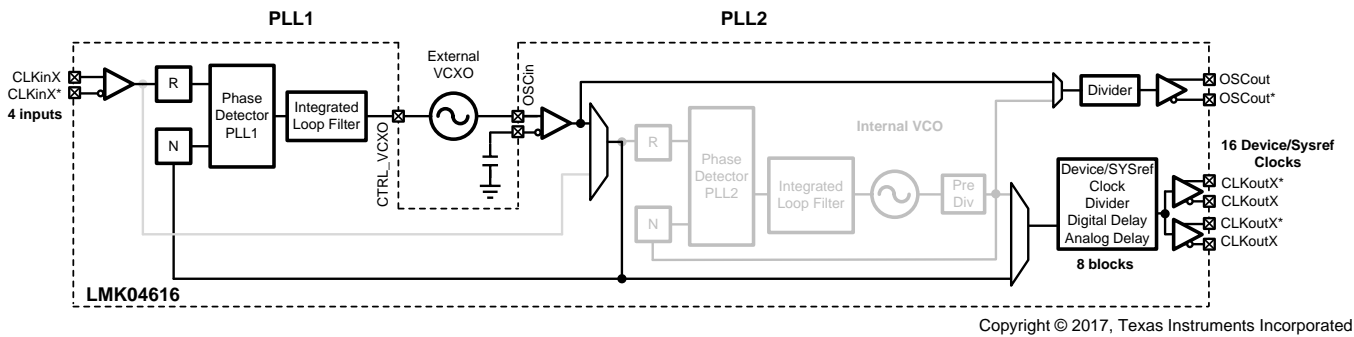 PLL1
PLL2
CLKinX
CLKinX*
4 inputs
R
N
Phase
Detector
PLL1
Integrated
Loop Filter
CTRL_VCXO
External
VCXO
OSCin
R
N
Phase
Detector
PLL2
Integrated
Loop Filter
Internal VCO
Pre
Div
Divider
OSCout
OSCout*
16 Device/Sysref
Clocks
Device/SYSref
Clock
Divider
Digital Delay
Analog Delay
8 blocks
CLKoutX*
CLKoutX
CLKoutX*
CLKoutX
LMK04616
Copyright © 2017, Texas Instruments Incorporated